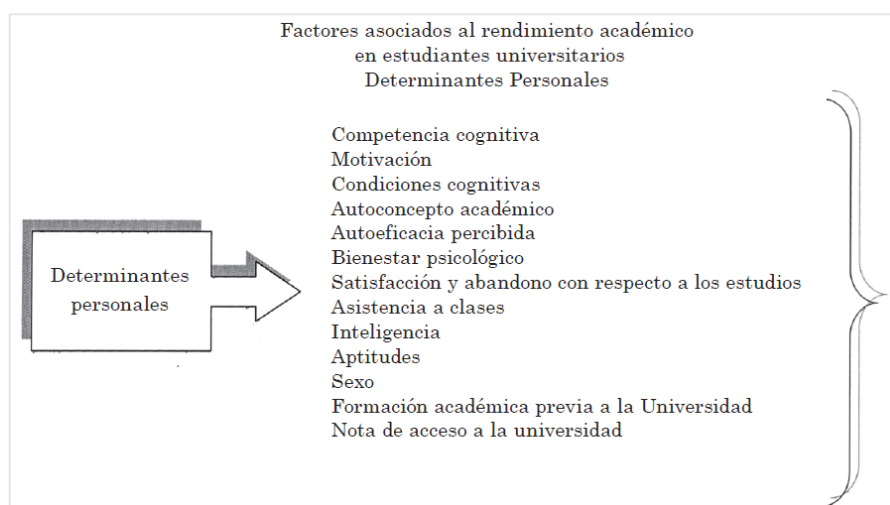 Factores asociados al rendimiento académico
en estudiantes universitarios
Determinantes Personales
Determinantes
personales
Competencia cognitiva
Motivación
Condiciones cognitivas
Autoconcepto académico
Autoeficacia percibida
Bienestar psicológico
Satisfacción y abandono con respecto a los estudios
Asistencia a clases
Inteligencia
Aptitudes
Sexo
Formación académica previa a la Universidad
Nota de acceso a la universidad